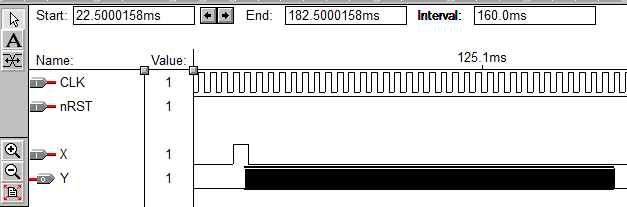 Start: 22.5000158ms End: 182.5000158ms Interval: 160.0ms
125.1ms
Name: Value:
CLK 1
nRST 1
X 1
Y 1